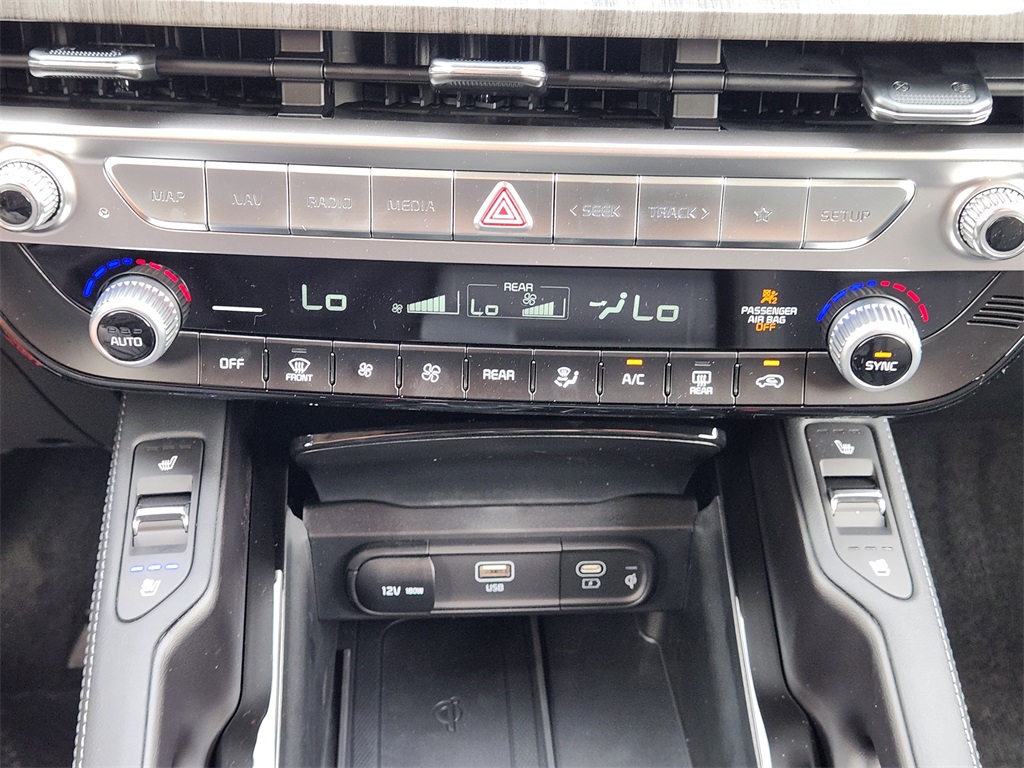 MAP NAV RADIO MEDIA < SEEK TRACK > SETUP
REAR
Lo Lo Lo
PASSENGER
AIR BAG
OFF
AUTO
SYNC
OFF FRONT REAR A/C REAR
12V 180W USB